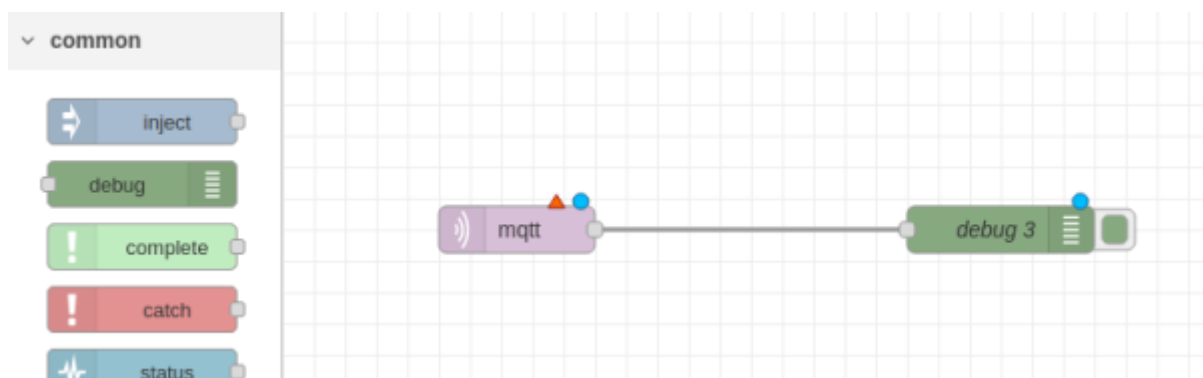 common
inject
debug
complete
catch
status
mqtt
debug 3